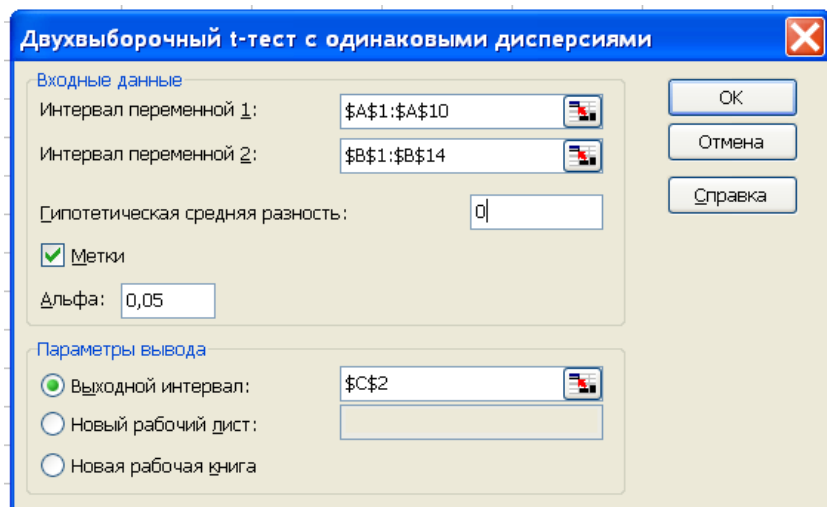 Двухвыборочный t-тест с одинаковыми дисперсиями
Входные данные
Интервал переменной 1: $A$1:$A$10
Интервал переменной 2: $B$1:$B$14
Гипотетическая средняя разность: 0
Метки
Альфа: 0,05
Параметры вывода
Выходной интервал: $C$2
Новый рабочий лист:
Новая рабочая книга
ОК
Отмена
Справка